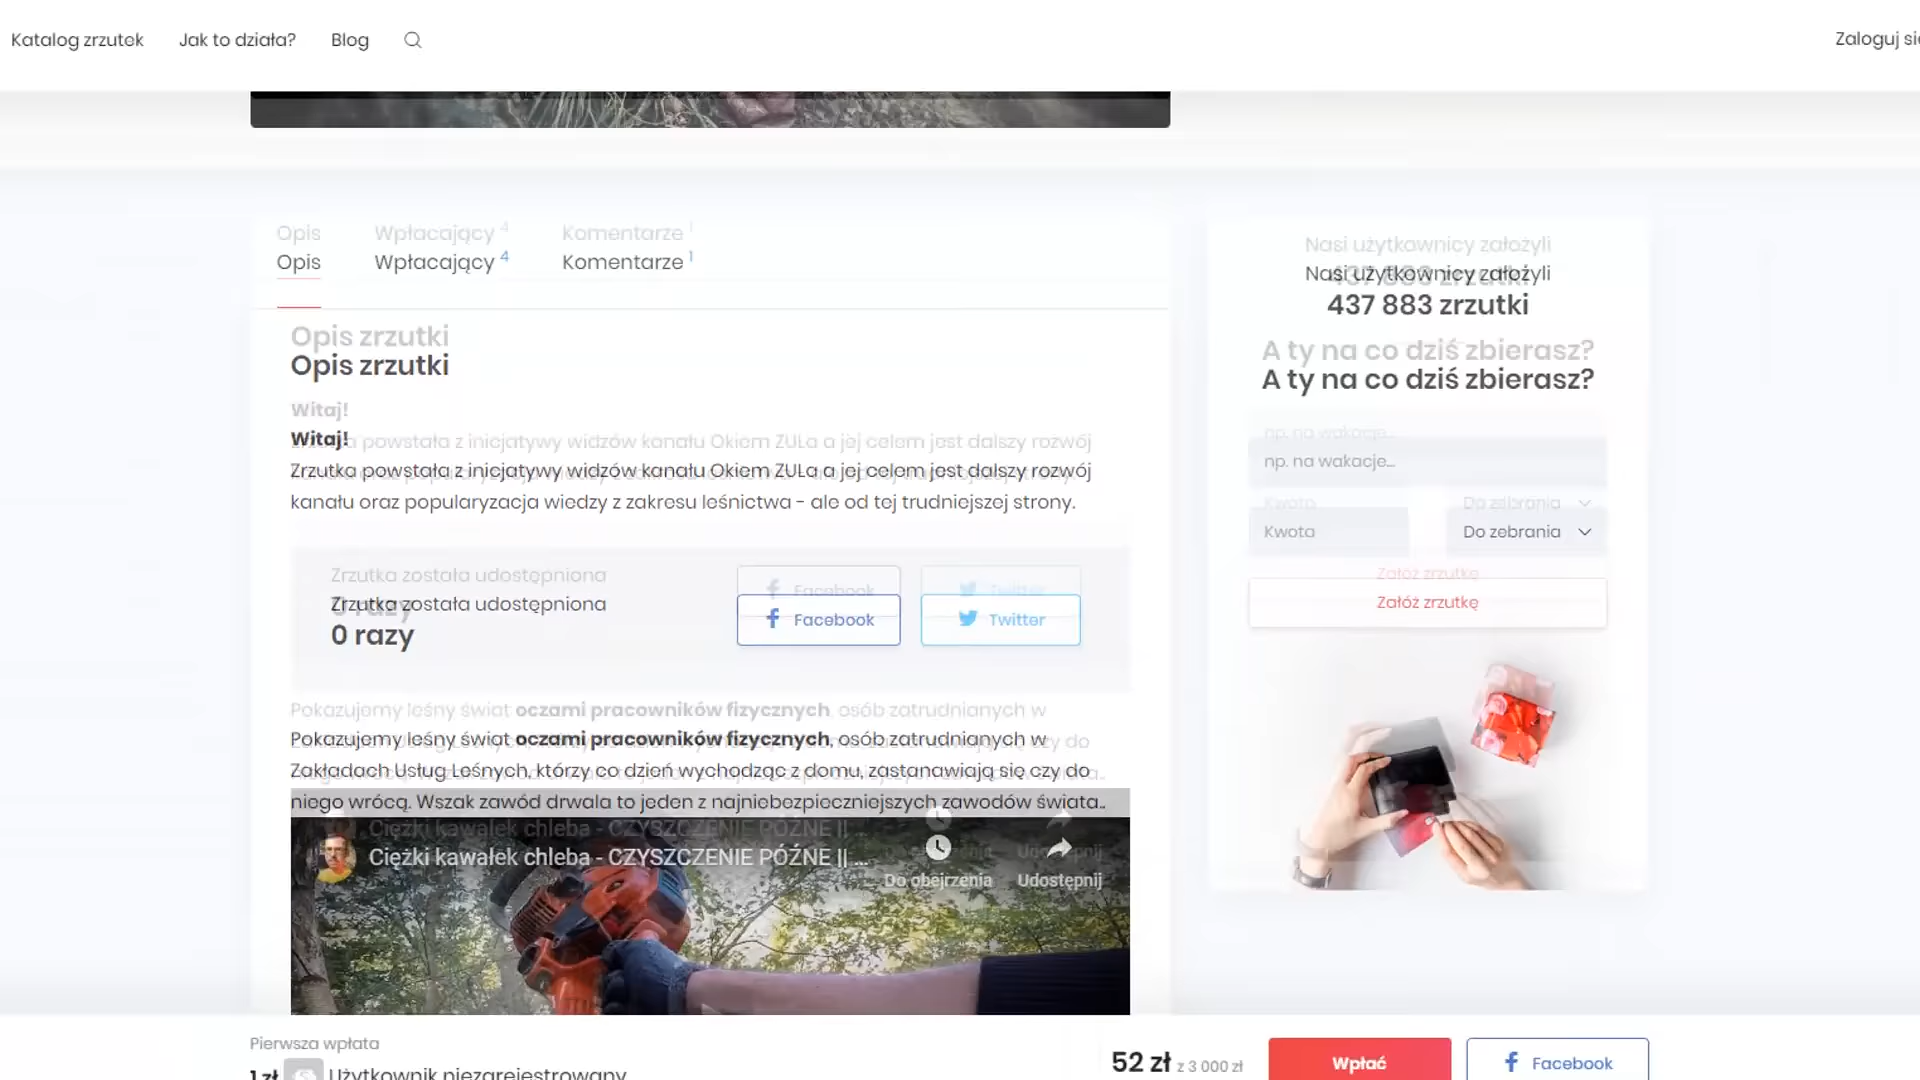 Katalog zrzutek Jak to działa? Blog
Zaloguj się
Opis Wpłacający 4 Komentarze 1
Opis zrzutki
Witaj!
Zrzutka powstała z inicjatywy widzów kanału Okiem ZULa a jej celem jest dalszy rozwój
kanału oraz popularyzacja wiedzy z zakresu leśnictwa - ale od tej trudniejszej strony.
Zrzutka została udostępniona
0 razy
Facebook Twitter
Pokazujemy leśny świat oczami pracowników fizycznych, osób zatrudnianych w
Zakładach Usług Leśnych, którzy co dzień wychodząc z domu, zastanawiają się czy do
niego wrócą. Wszak zawód drwala to jeden z najniebezpieczniejszych zawodów świata..
Ciężki kawałek chleba - CZYSZCZENIE PÓŹNE || ...
Do obejrzenia Udostępnij
Nasi użytkownicy założyli
437 883 zrzutki
A ty na co dziś zbierasz?
np. na wakacje...
Kwota Do zebrania
Załóż zrzutkę
Pierwsza wpłata
1 zł Użytkownik niezarejestrowany
52 zł z 3 000 zł
Wpłać
Facebook